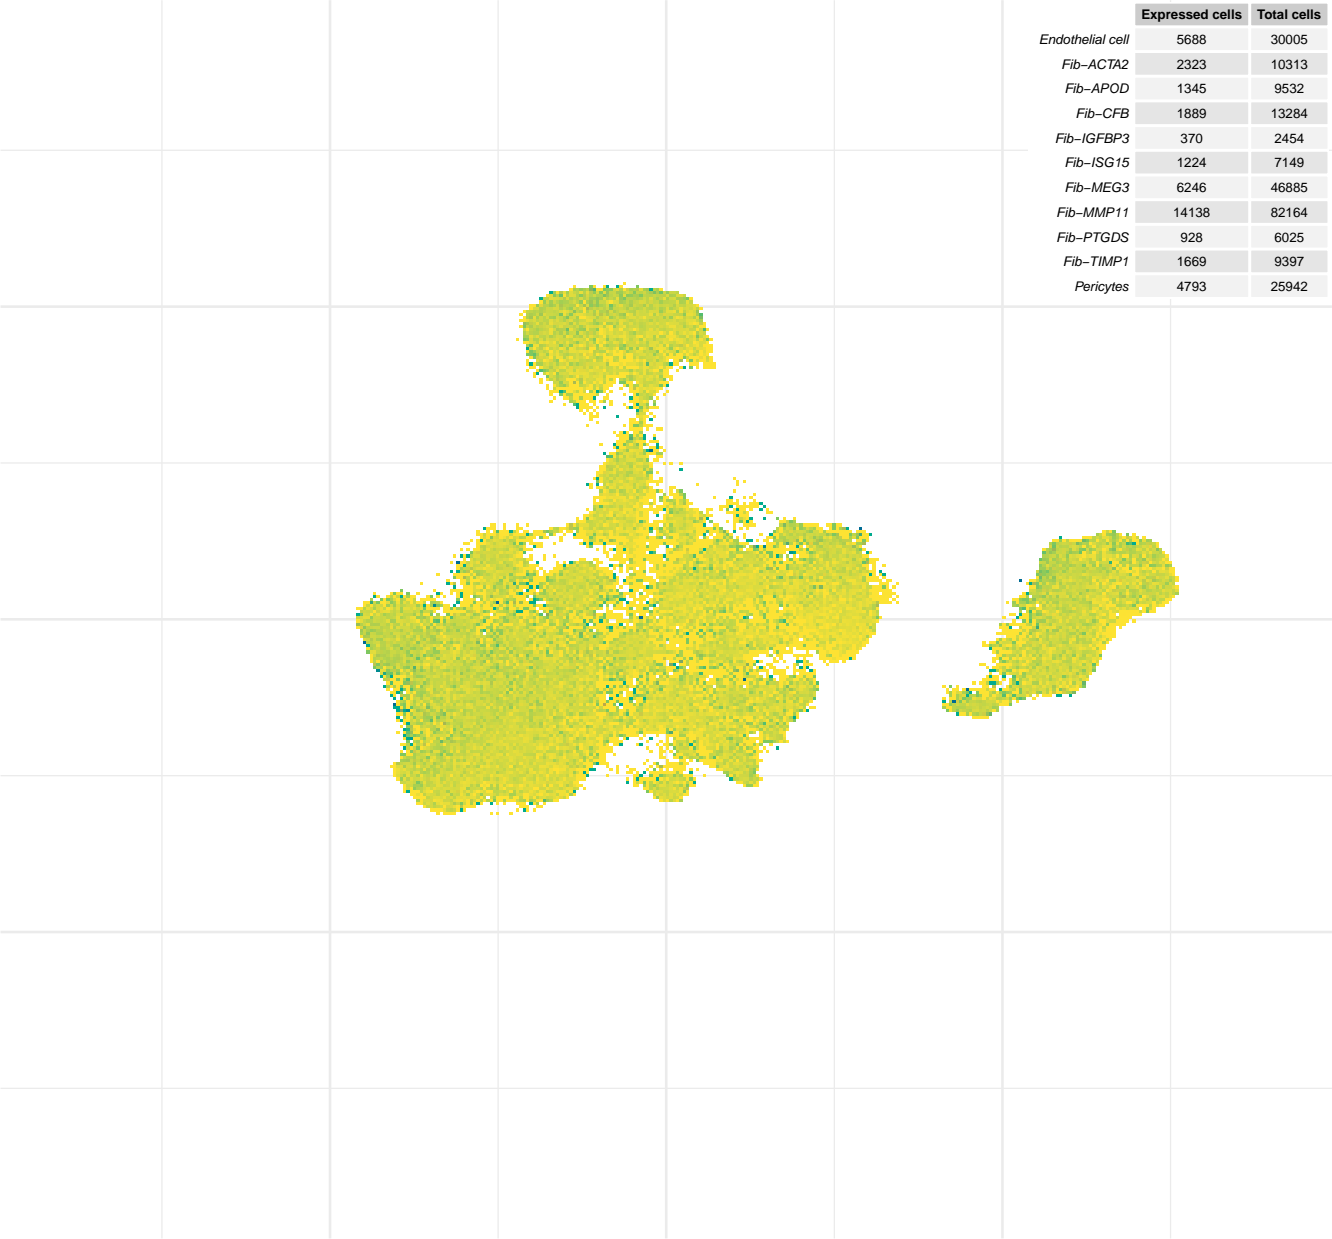 Expressed cells Total cells
Endothelial cell 5688 30005
Fib−ACTA2 2323 10313
Fib−APOD 1345 9532
Fib−CFB 1889 13284
Fib−IGFBP3 370 2454
Fib−ISG15 1224 7149
Fib−MEG3 6246 46885
Fib−MMP11 14138 82164
Fib−PTGDS 928 6025
Fib−TIMP1 1669 9397
Pericytes 4793 25942